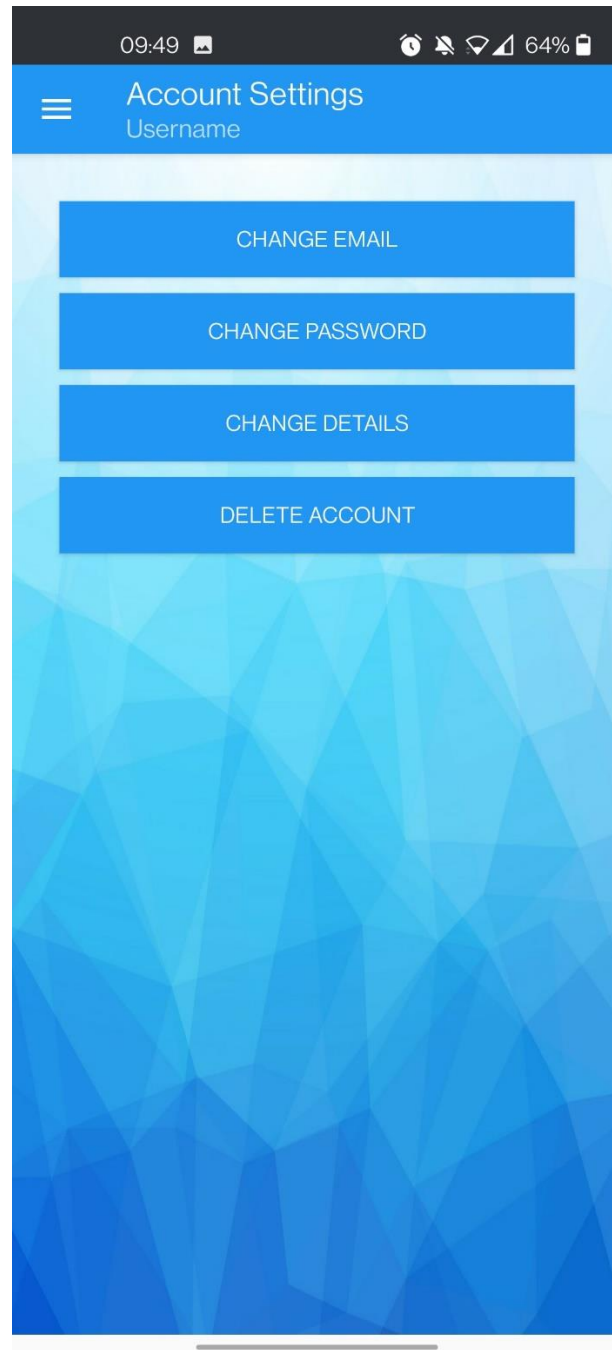 09:49 64%
Account Settings
Username
CHANGE EMAIL
CHANGE PASSWORD
CHANGE DETAILS
DELETE ACCOUNT